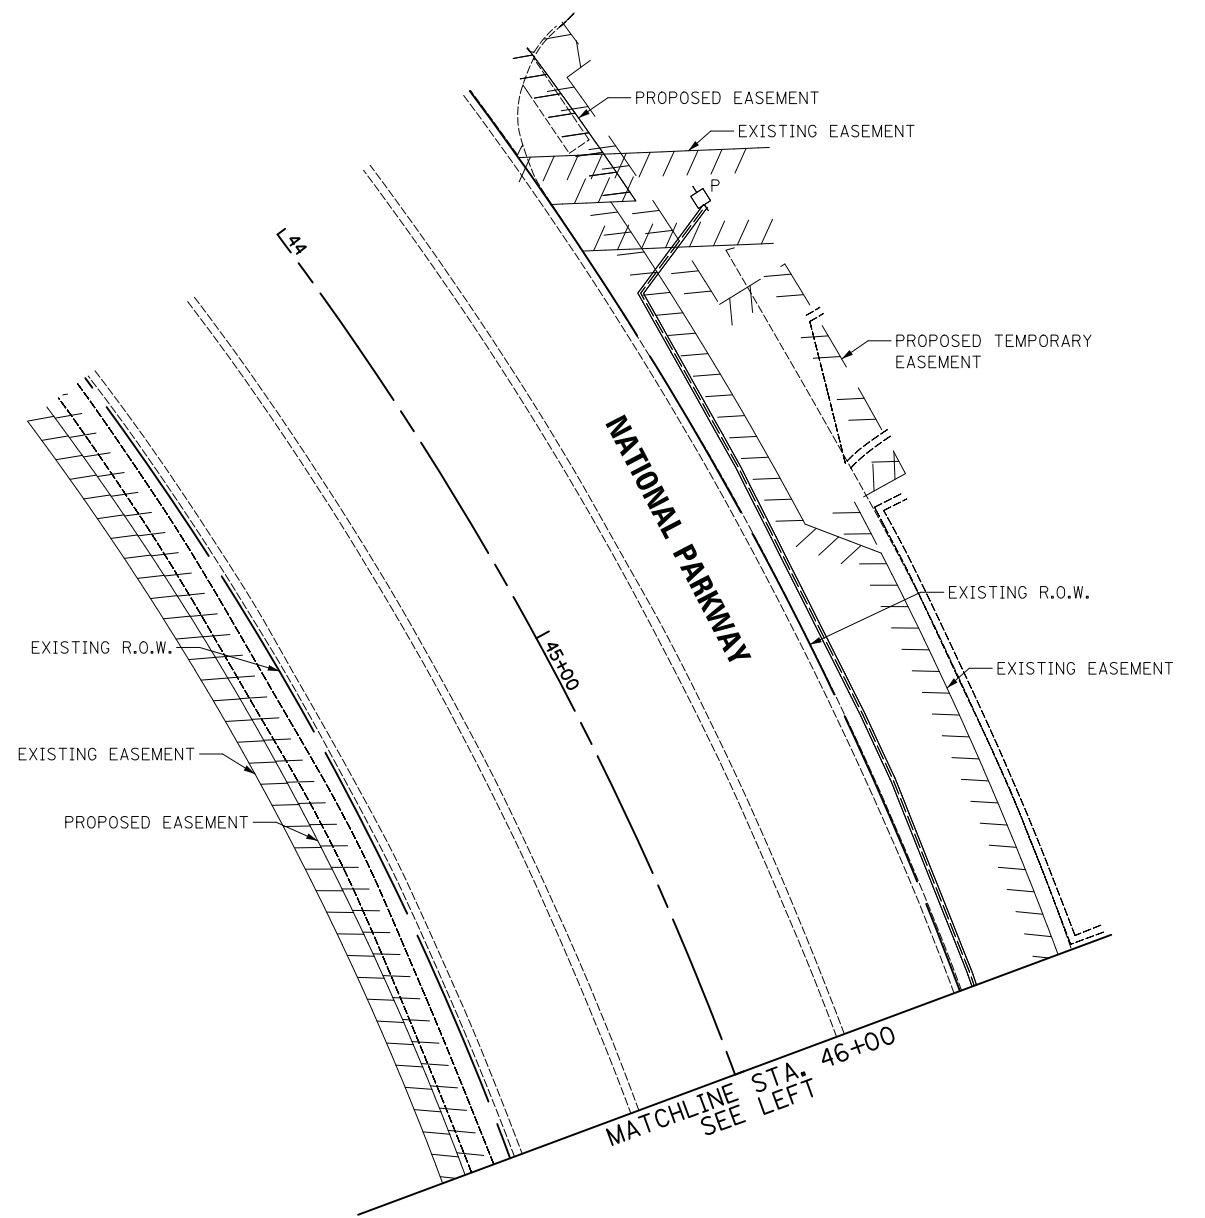 PROPOSED EASEMENT
EXISTING EASEMENT
P
44
PROPOSED TEMPORARY
EASEMENT
NATIONAL PARKWAY
EXISTING R.O.W.
EXISTING R.O.W.
45+00
EXISTING EASEMENT
EXISTING EASEMENT
PROPOSED EASEMENT
MATCHLINE STA. 46+00
SEE LEFT